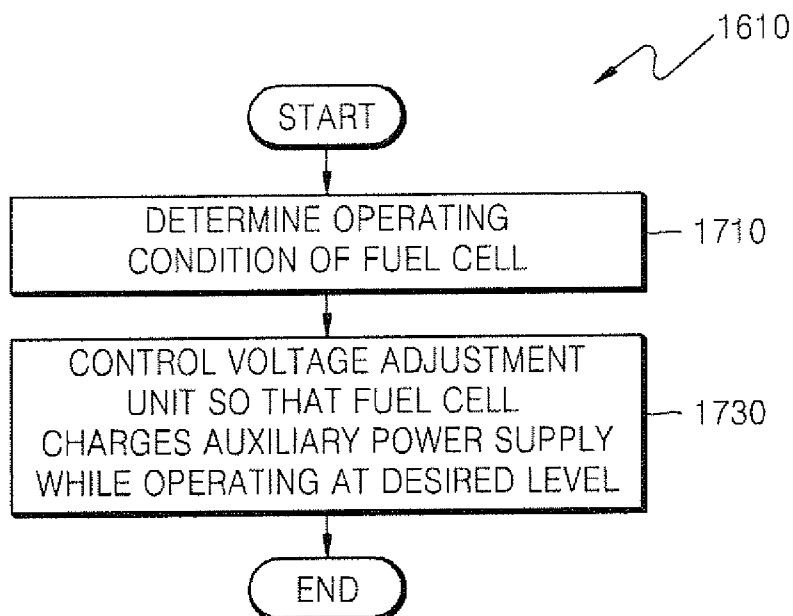 1610
START
DETERMINE OPERATING
CONDITION OF FUEL CELL
1710
CONTROL VOLTAGE ADJUSTMENT
UNIT SO THAT FUEL CELL
CHARGES AUXILIARY POWER SUPPLY
WHILE OPERATING AT DESIRED LEVEL
1730
END